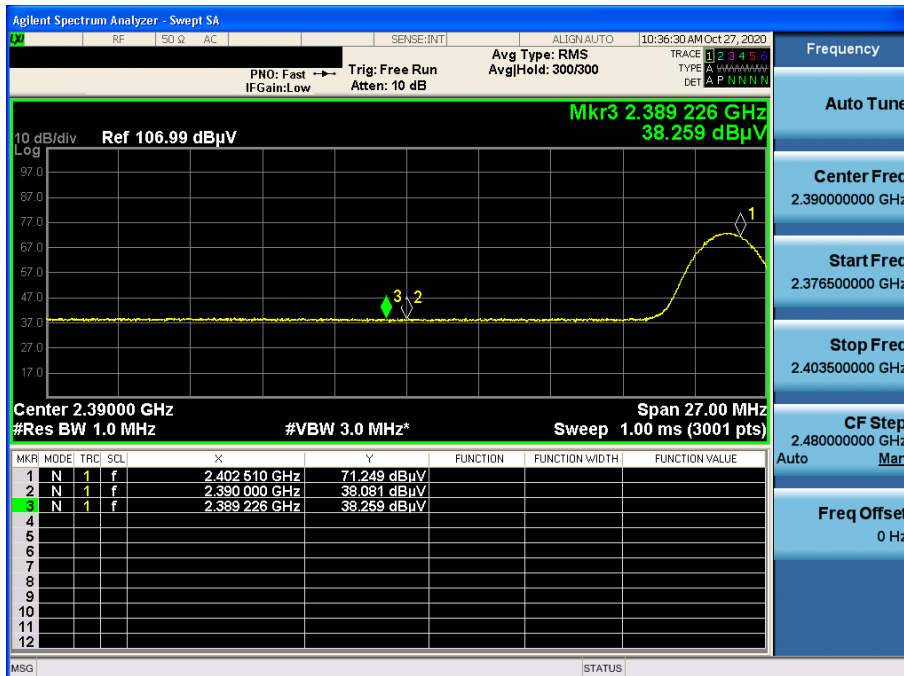 Agilent Spectrum Analyzer - Swept SA
LXI RF 50 Ω AC SENSE:INT ALIGN AUTO 10:36:30 AM Oct 27, 2020
PNO: Fast Trig: Free Run Avg Type: RMS TRACE 1 2 3 4 5 6
IFGain:Low Atten: 10 dB Avg|Hold: 300/300 TYPE A WWWWW
DET A P N N N N
Mkr3 2.389 226 GHz
38.259 dBµV
10 dB/div Ref 106.99 dBµV
Log
97.0
87.0
77.0
67.0
57.0
47.0
37.0
27.0
17.0
1
3 2
Center 2.39000 GHz Span 27.00 MHz
#Res BW 1.0 MHz #VBW 3.0 MHz* Sweep 1.00 ms (3001 pts)
MKR MODE TRC SCL X Y FUNCTION FUNCTION WIDTH FUNCTION VALUE
1 N 1 f 2.402 510 GHz 71.249 dBµV
2 N 1 f 2.390 000 GHz 38.081 dBµV
3 N 1 f 2.389 226 GHz 38.259 dBµV
4
5
6
7
8
9
10
11
12
MSG STATUS
Frequency
Auto Tune
Center Freq
2.390000000 GHz
Start Freq
2.376500000 GHz
Stop Freq
2.403500000 GHz
CF Step
2.480000000 GHz
Auto Man
Freq Offset
0 Hz